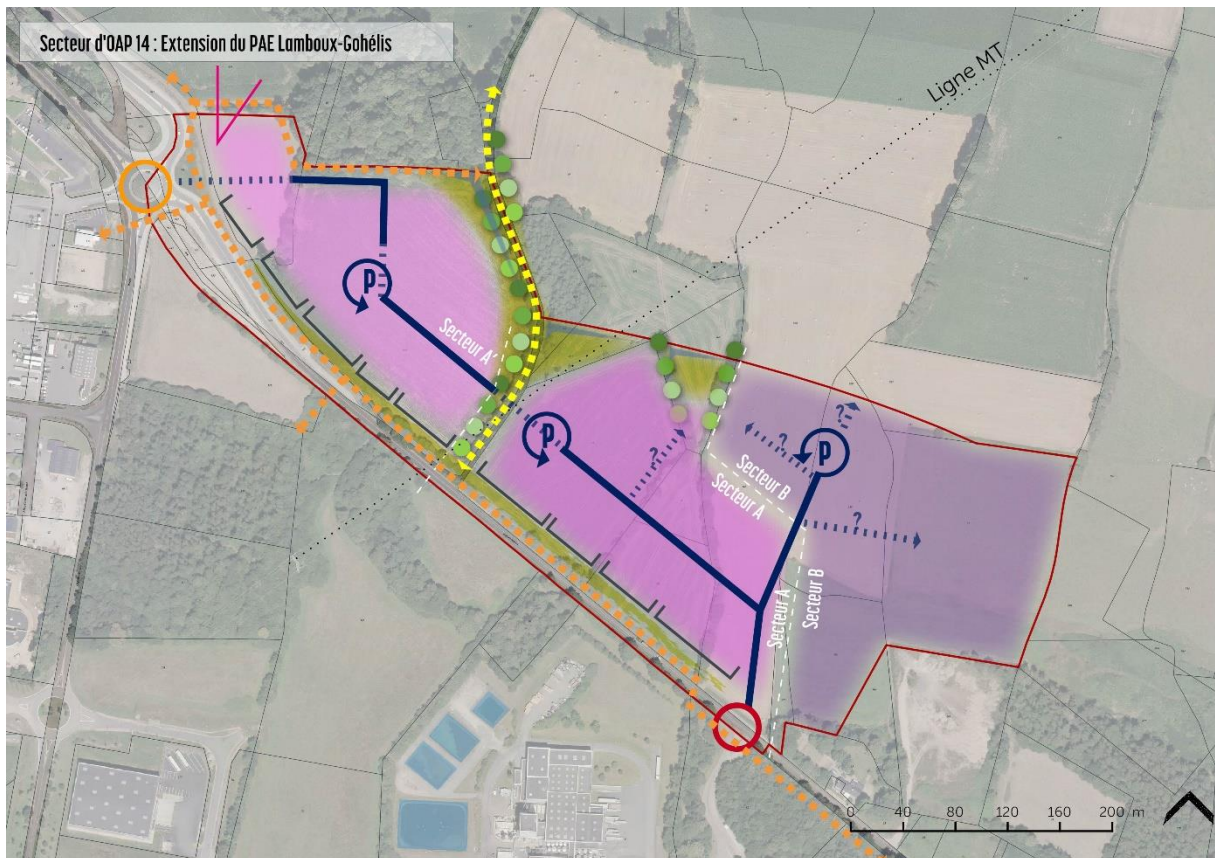 Secteur d'OAP 14 : Extension du PAE Lamboux-Gohélis
Ligne MT
P
Secteur A'
P
?
?
?
P
Secteur B
Secteur A
?
Secteur A
Secteur B
0 40 80 120 160 200 m